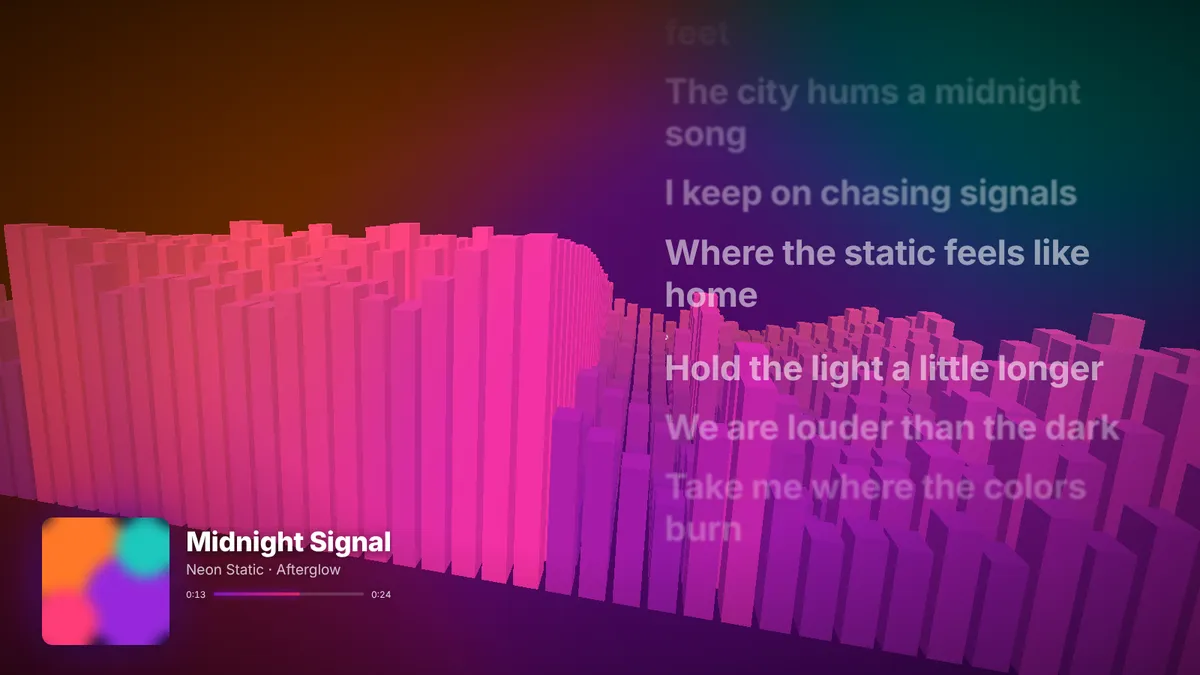 feel
The city hums a midnight
song
I keep on chasing signals
Where the static feels like
home
♪
Hold the light a little longer
We are louder than the dark
Take me where the colors
burn
Midnight Signal
Neon Static · Afterglow
0:13 0:24